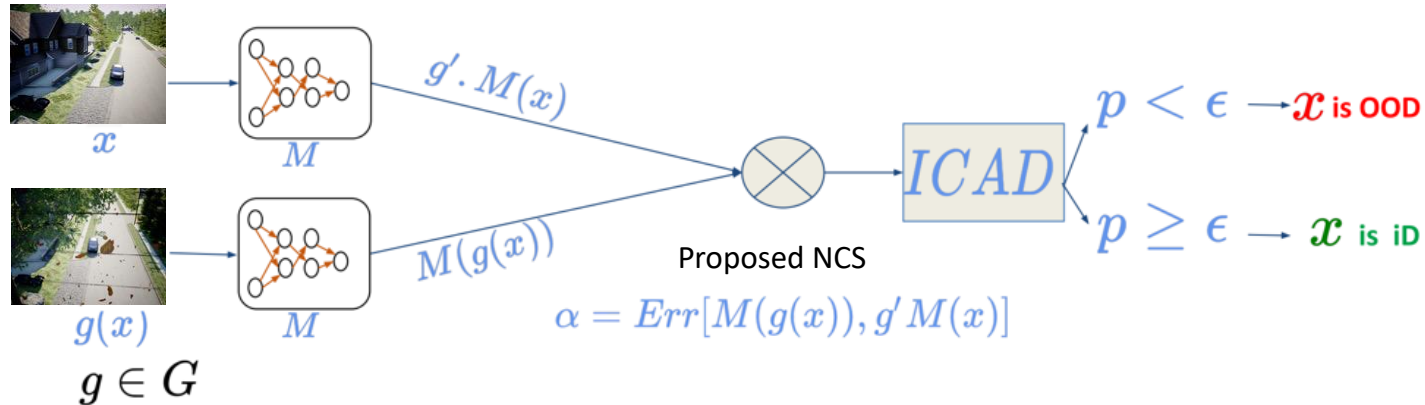 x
M
g′. M(x)
g(x)
M
M(g(x))
g ∈ G
Proposed NCS
α = Err[M(g(x)), g′M(x)]
ICAD
p < ϵ
x is OOD
p ≥ ϵ
x is iD